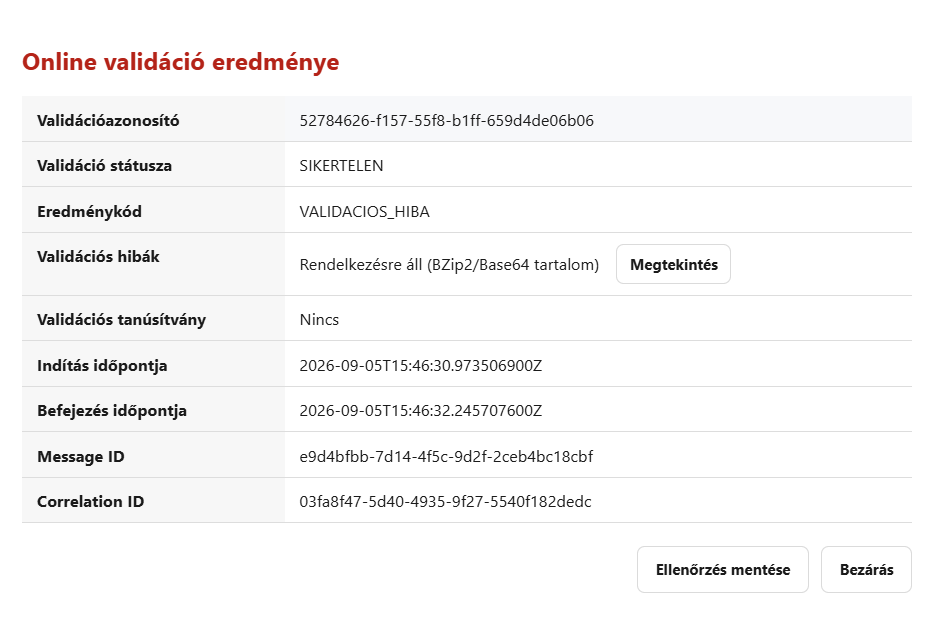 Online validáció eredménye
Validációazonosító 52784626-f157-55f8-b1ff-659d4de06b06
Validáció státusza SIKERTELEN
Eredménykód VALIDACIOS_HIBA
Validációs hibák Rendelkezésre áll (BZip2/Base64 tartalom) Megtekintés
Validációs tanúsítvány Nincs
Indítás időpontja 2026-09-05T15:46:30.973506900Z
Befejezés időpontja 2026-09-05T15:46:32.245707600Z
Message ID e9d4bfbb-7d14-4f5c-9d2f-2ceb4bc18cbf
Correlation ID 03fa8f47-5d40-4935-9f27-5540f182dedc
Ellenőrzés mentése Bezárás